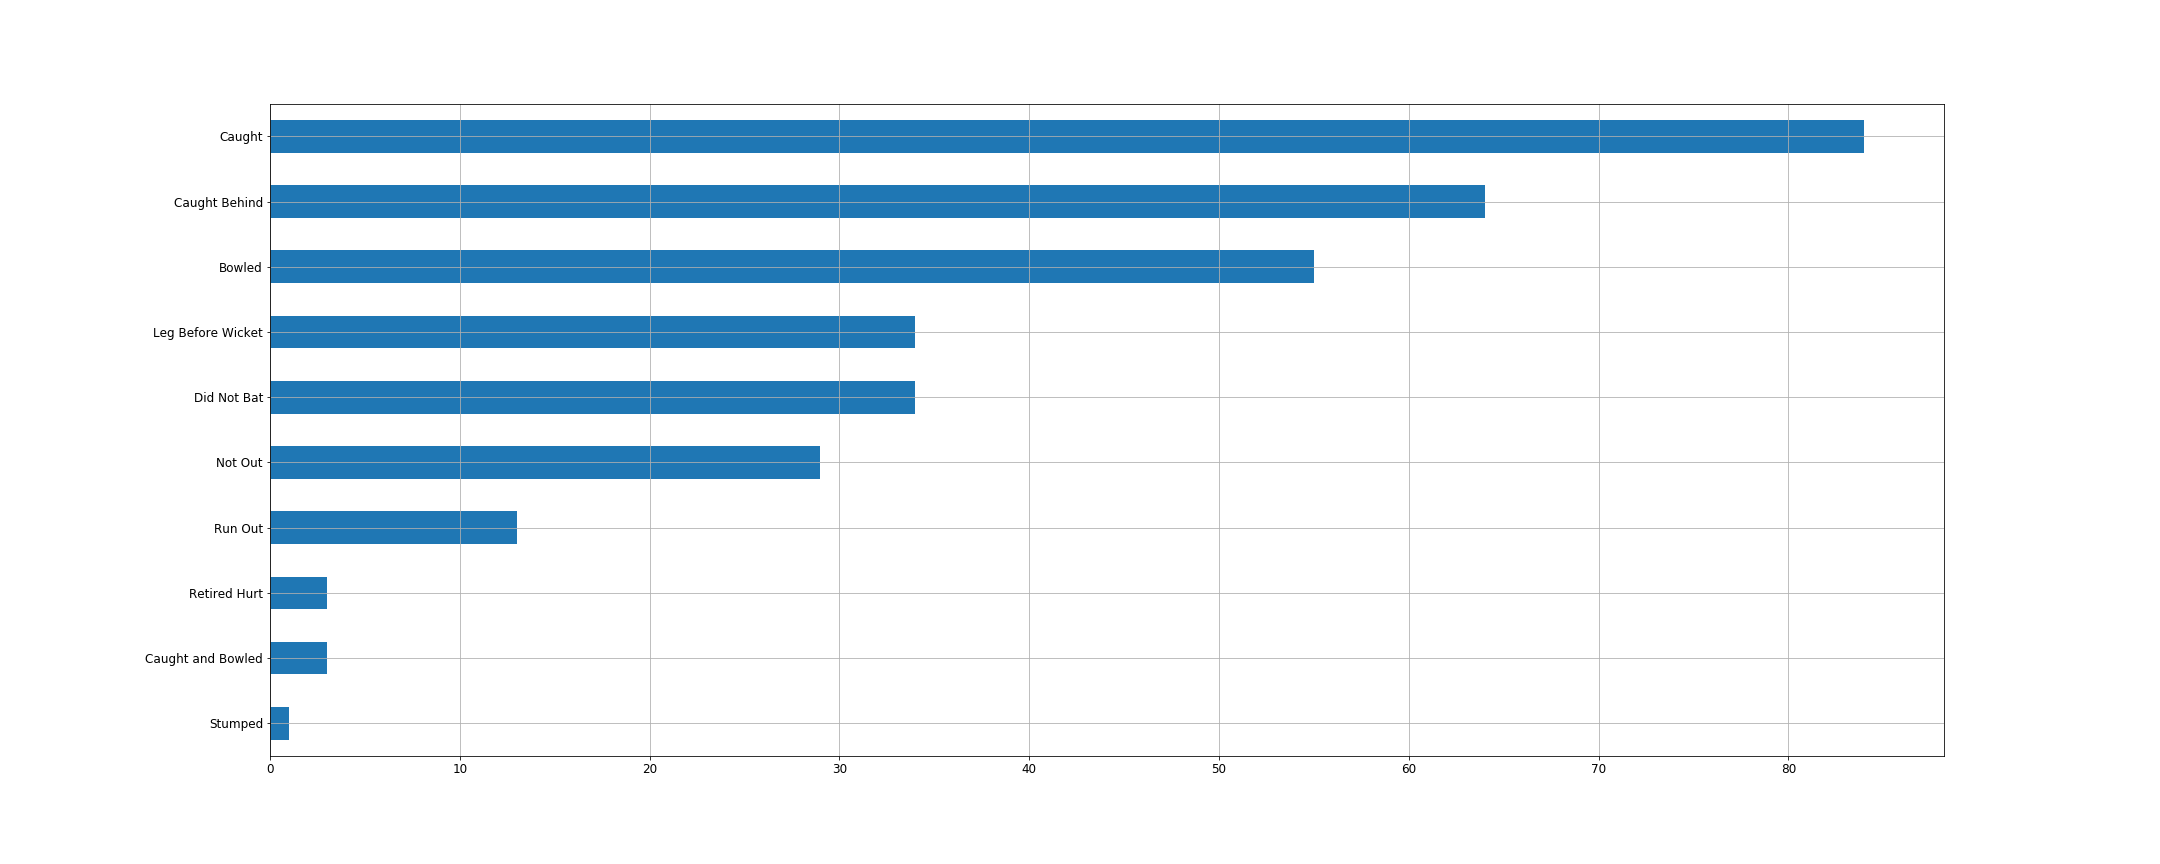 Caught
Caught Behind
Bowled
Leg Before Wicket
Did Not Bat
Not Out
Run Out
Retired Hurt
Caught and Bowled
Stumped
0 10 20 30 40 50 60 70 80